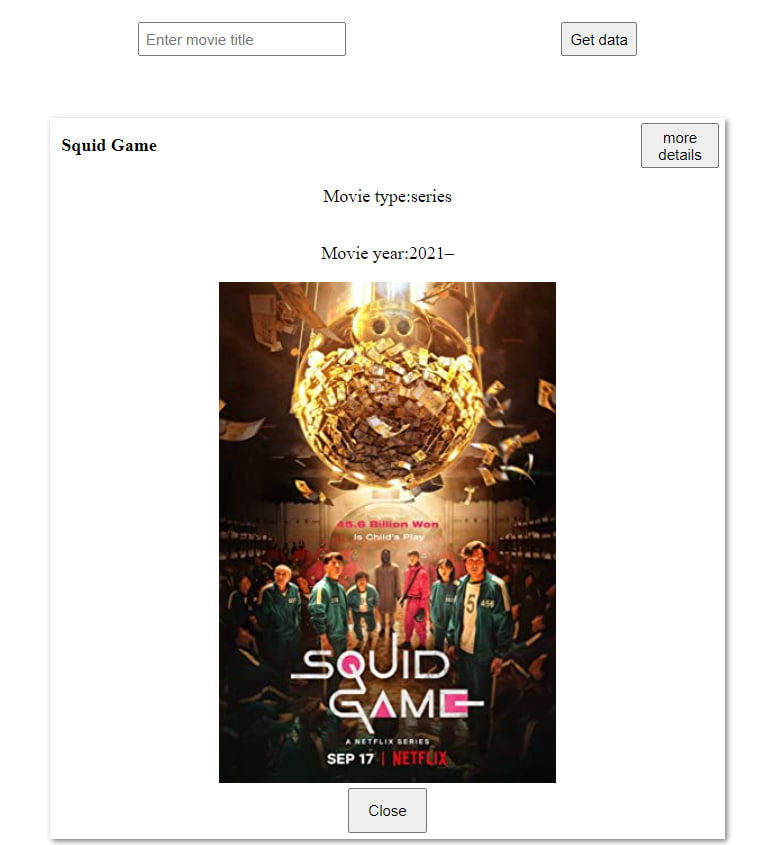 Enter movie title
Get data
Squid Game
more
details
Movie type:series
Movie year:2021–
45.6 Billion Won
Is Child's Play
456
SQUID
GAME
A NETFLIX SERIES
SEP 17 | NETFLIX
Close